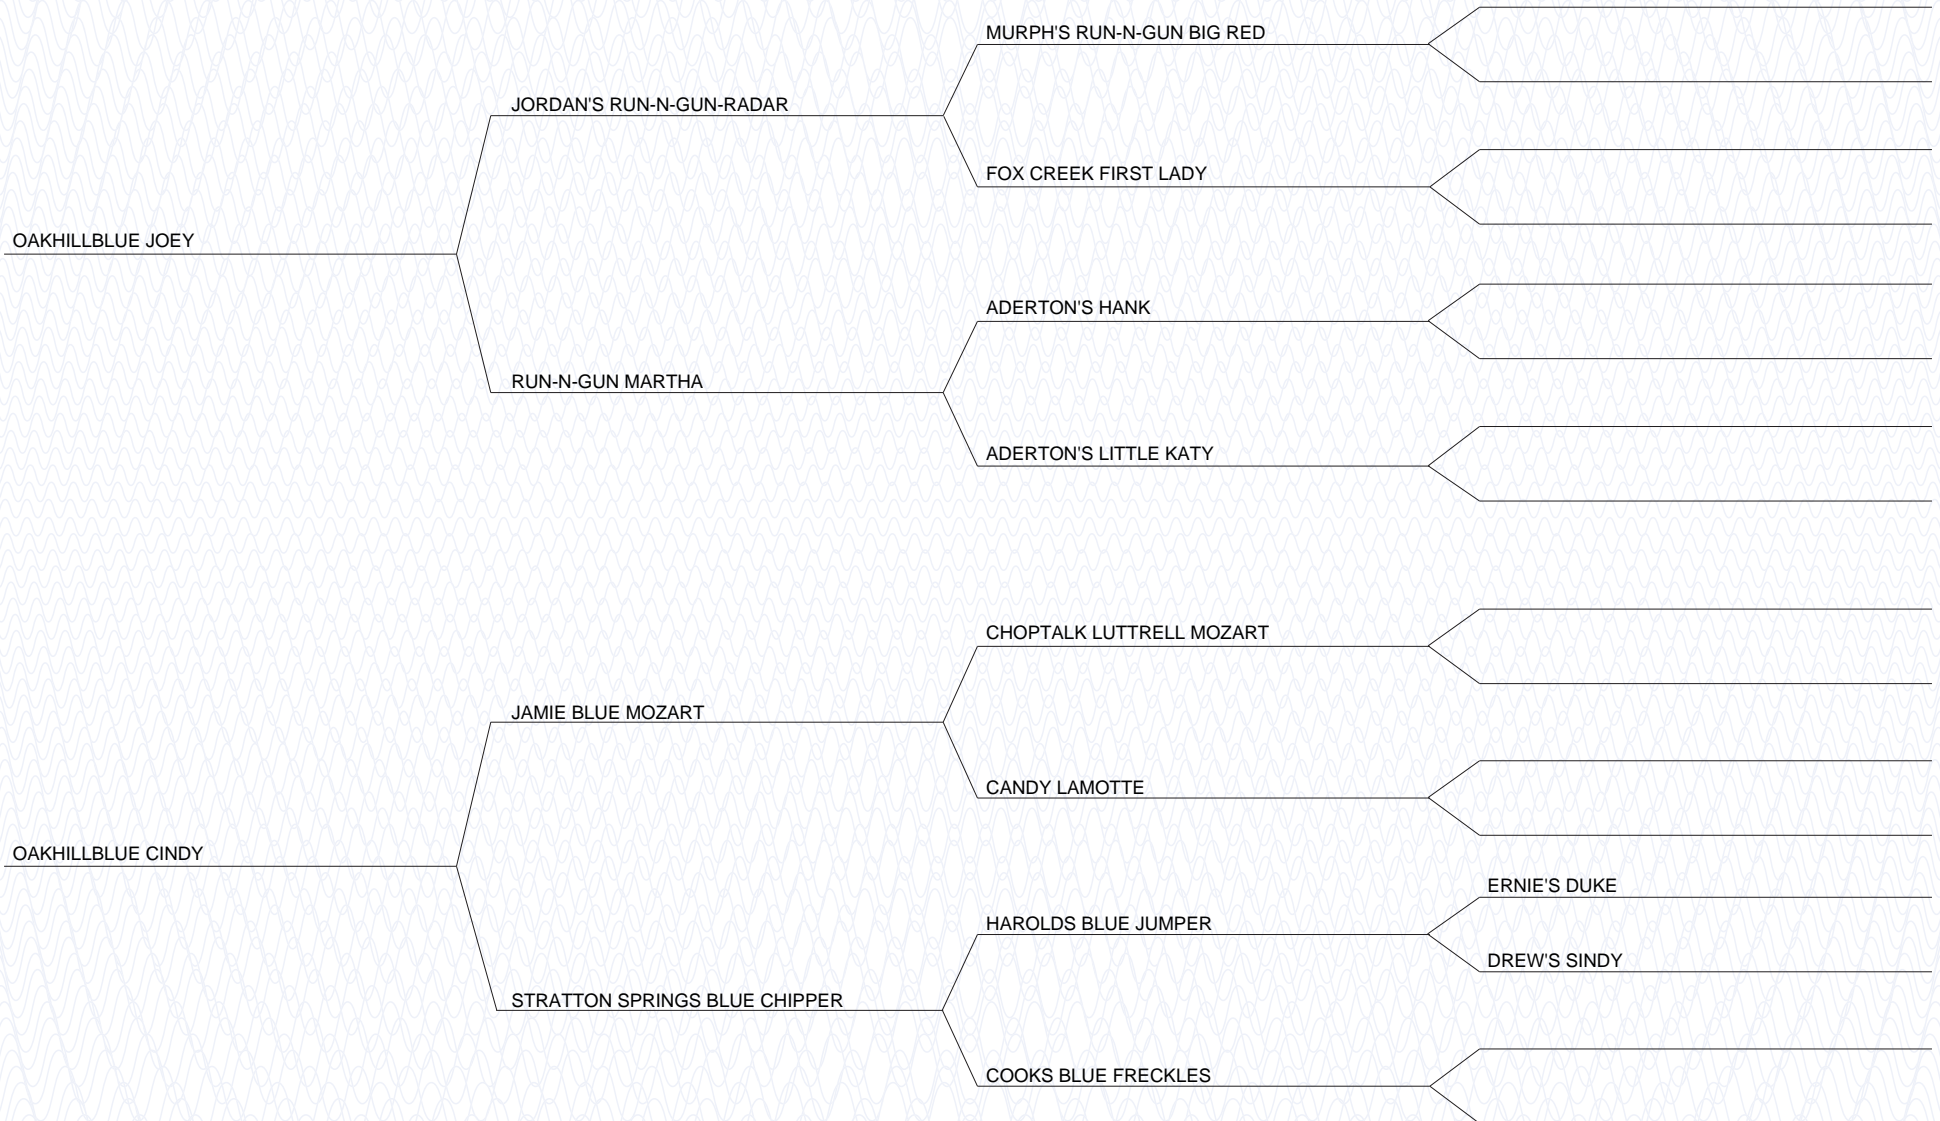 MURPH'S RUN-N-GUN BIG RED
JORDAN'S RUN-N-GUN-RADAR
FOX CREEK FIRST LADY
OAKHILLBLUE JOEY
ADERTON'S HANK
RUN-N-GUN MARTHA
ADERTON'S LITTLE KATY
CHOPTALK LUTTRELL MOZART
JAMIE BLUE MOZART
CANDY LAMOTTE
OAKHILLBLUE CINDY
ERNIE'S DUKE
HAROLDS BLUE JUMPER
DREW'S SINDY
STRATTON SPRINGS BLUE CHIPPER
COOKS BLUE FRECKLES